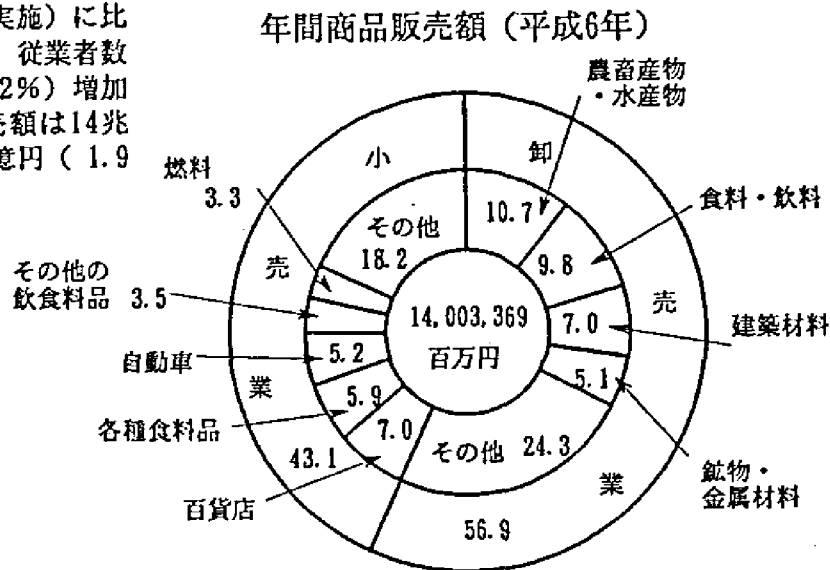 実施）に比
従業者数
2%）増加
売額は14兆
億円（ 1.9
年間商品販売額（平成6年）
農畜産物
・水産物
小
卸
燃料
3.3
その他
18.2
10.7
食料・飲料
9.8
その他の
飲食料品 3.5
売
売
14,003,369
百万円
7.0
建築材料
自動車
5.2
5.1
業
5.9
各種食料品
7.0
その他 24.3
43.1
業
鉱物・
金属材料
百貨店
56.9